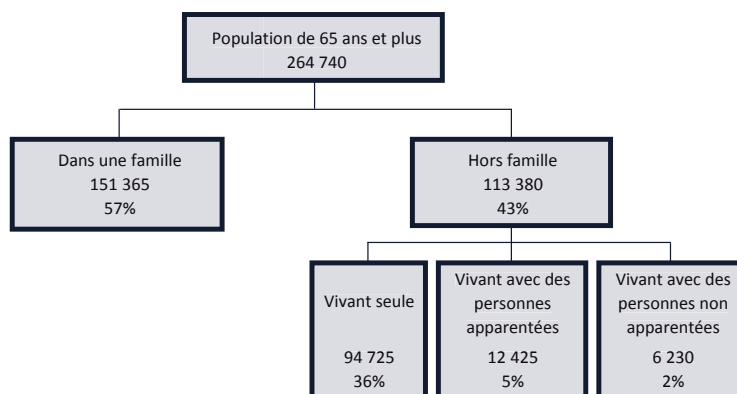 Population de 65 ans et plus
264 740
Dans une famille
151 365
57%
Hors famille
113 380
43%
Vivant seule
94 725
36%
Vivant avec des
personnes
apparentées
12 425
5%
Vivant avec des
personnes non
apparentées
6 230
2%